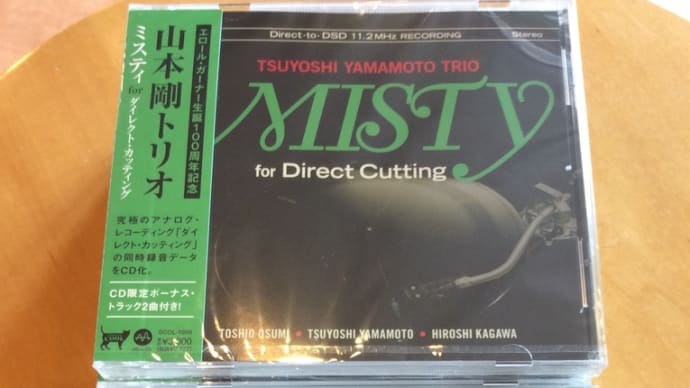 エロール・ガーナー生誕100周年記念
山本剛トリオ
ミスティ for ダイレクト・カッティング
究極のアナログ・
レコーディング「ダイ
レクト・カッティング」
の同時録音データ
をCD化。
CD限定ボーナス・
トラック2曲付き!
Direct-to-DSD 11.2MHz RECORDING
Stereo
TSUYOSHI YAMAMOTO TRIO
MISTY
for Direct Cutting
TOSHIO OSUMI • TSUYOSHI YAMAMOTO • HIROSHI KAGAWA